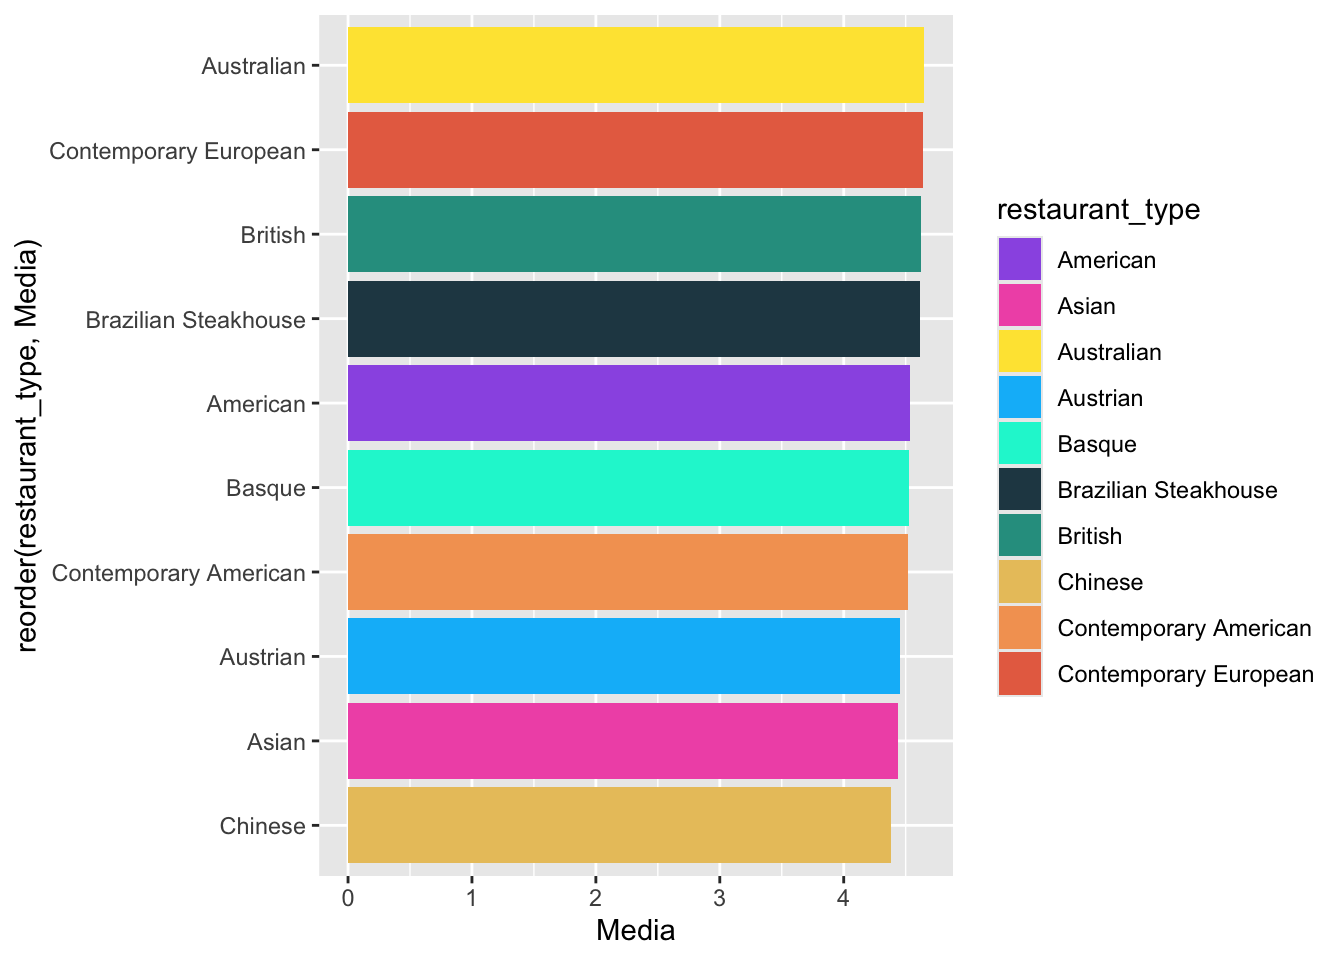 reorder(restaurant_type, Media)
Australian
Contemporary European
British
Brazilian Steakhouse
American
Basque
Contemporary American
Austrian
Asian
Chinese
0 1 2 3 4
Media
restaurant_type
American
Asian
Australian
Austrian
Basque
Brazilian Steakhouse
British
Chinese
Contemporary American
Contemporary European